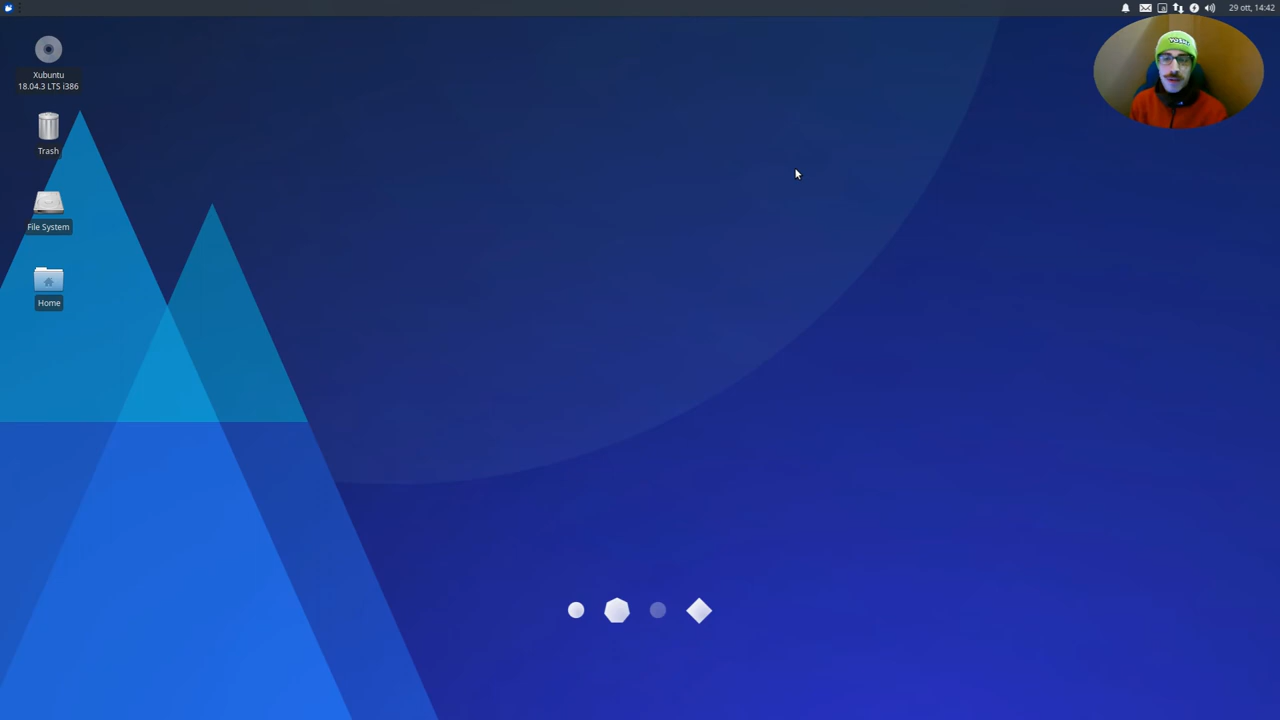 29 ott, 14:42
Xubuntu
18.04.3 LTS i386
Trash
File System
Home